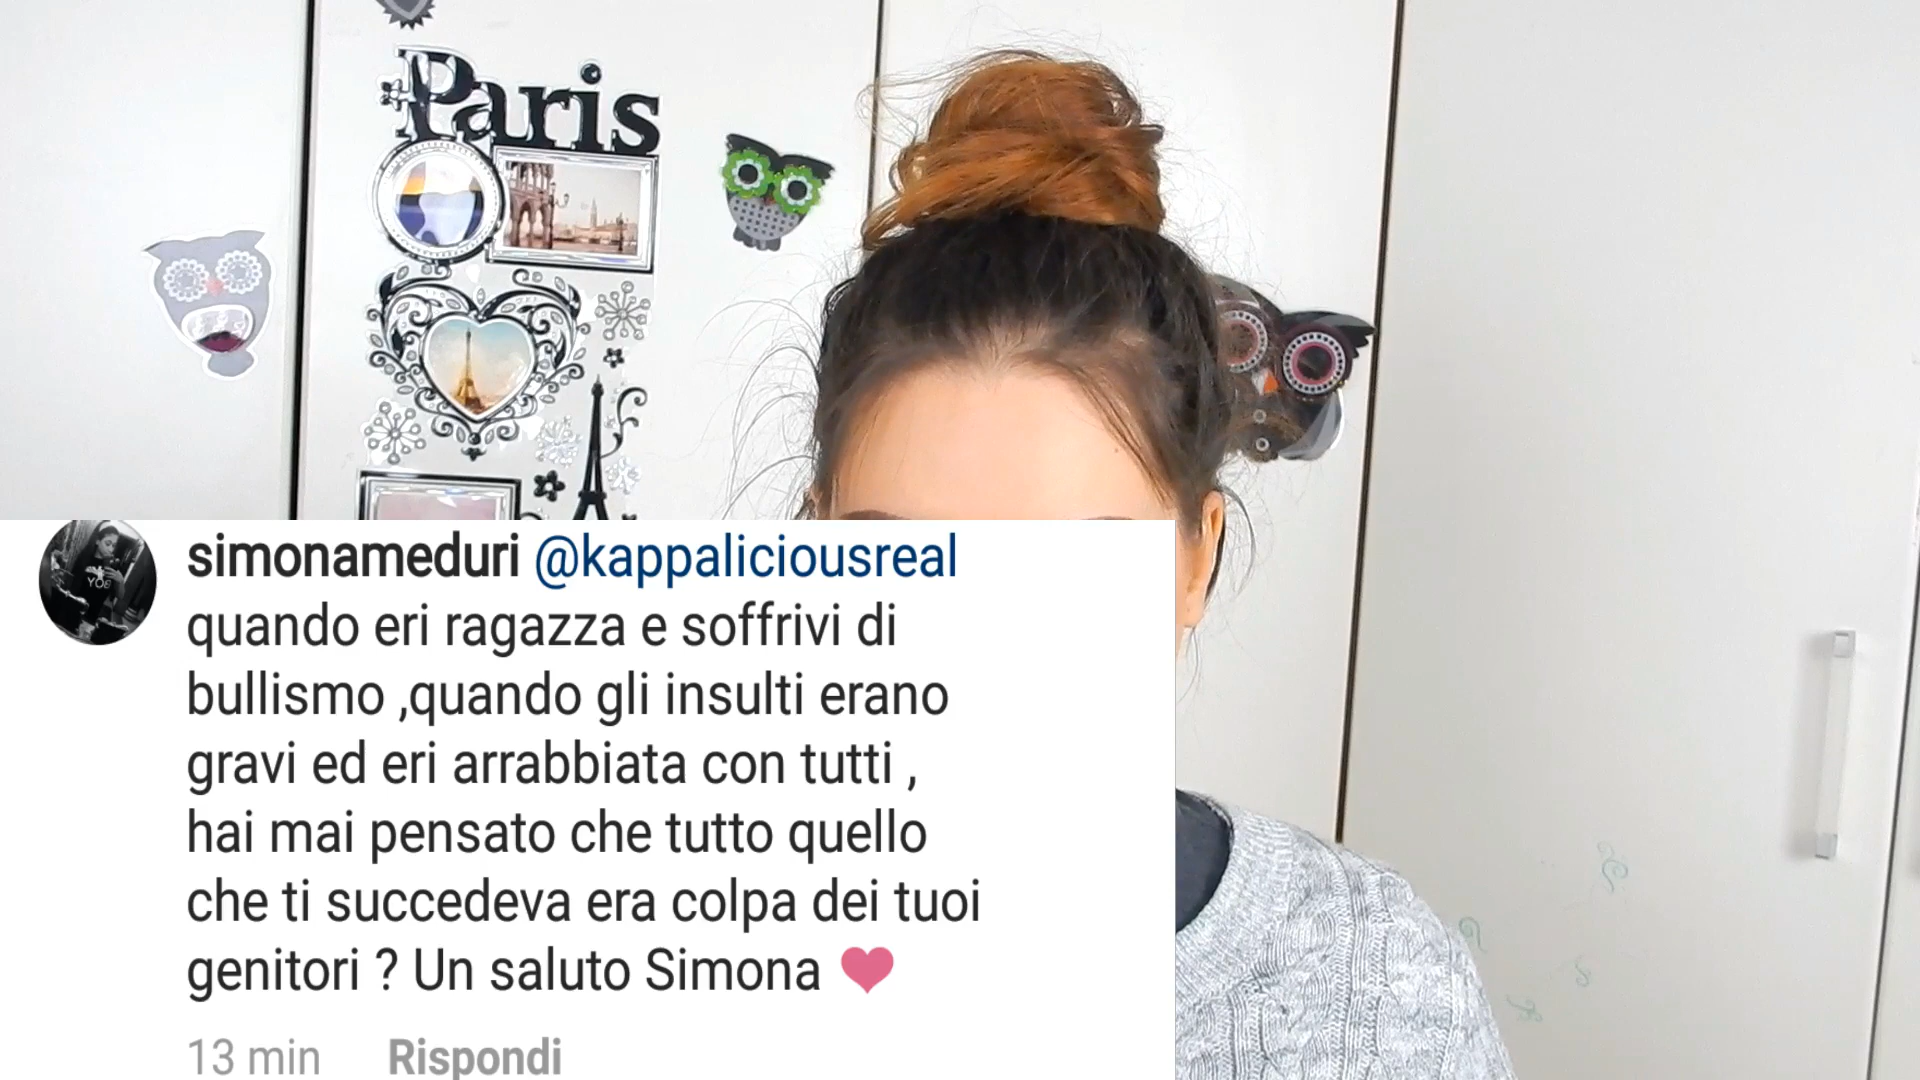 Paris
simonameduri @kappaliciousreal
quando eri ragazza e soffrivi di
bullismo ,quando gli insulti erano
gravi ed eri arrabbiata con tutti ,
hai mai pensato che tutto quello
che ti succedeva era colpa dei tuoi
genitori ? Un saluto Simona ❤
13 min Rispondi